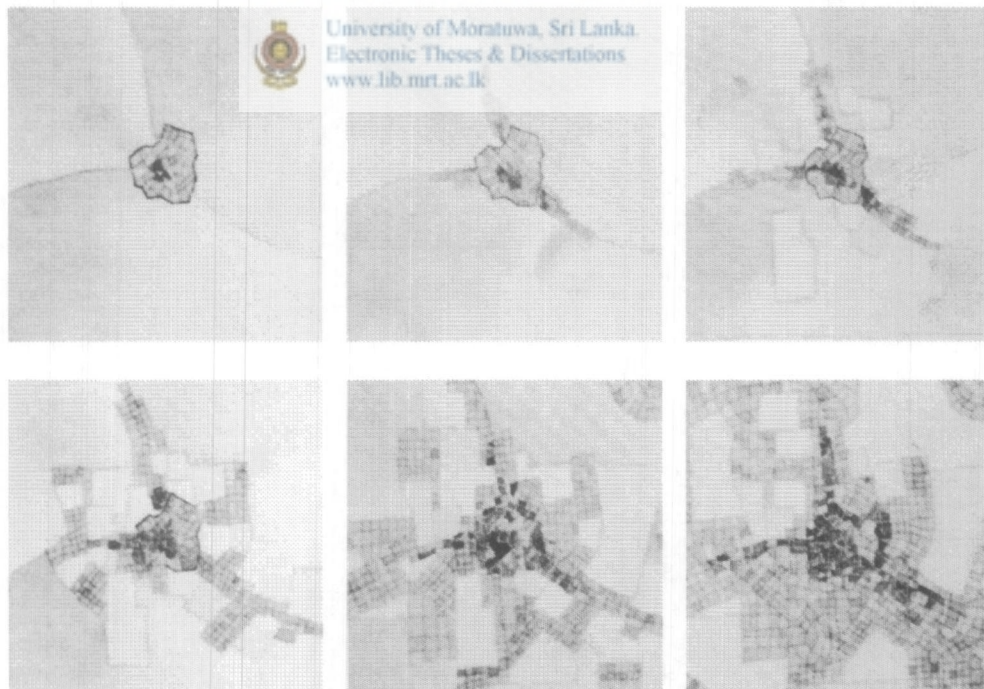 University of Moratuwa, Sri Lanka.
Electronic Theses & Dissertations
www.lib.mrt.ac.lk